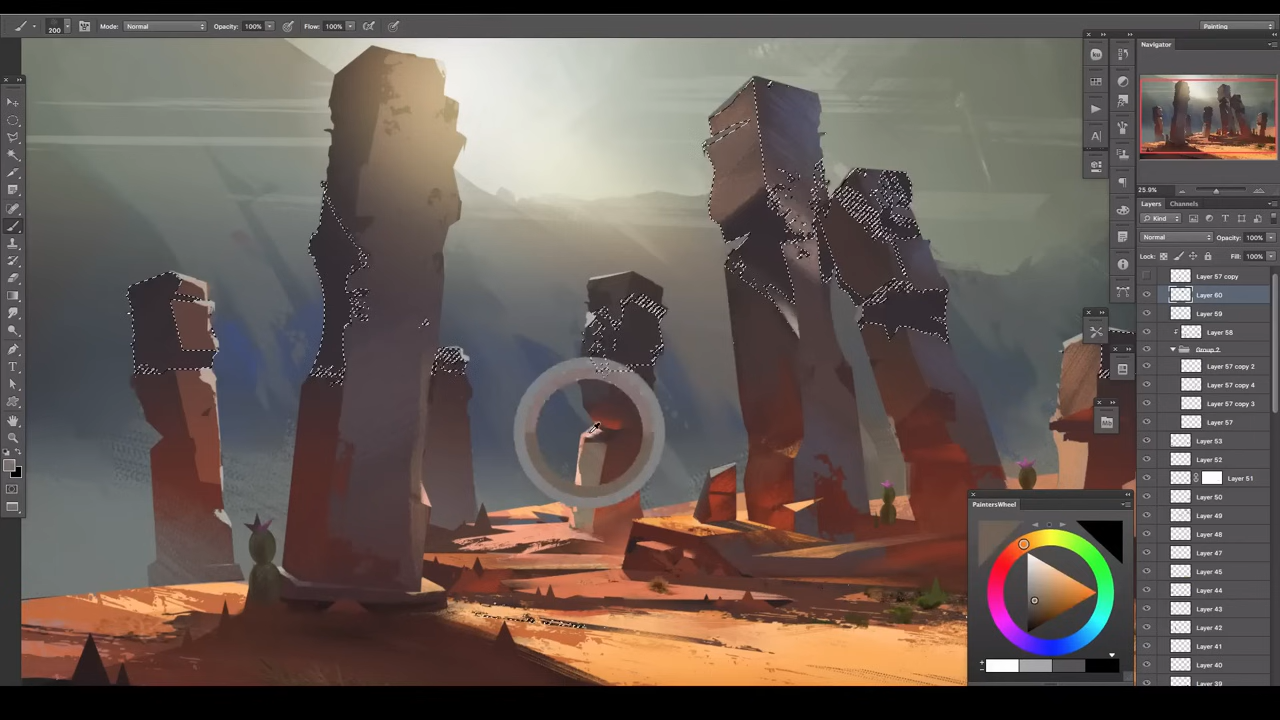 200 Mode: Normal Opacity: 100% Flow: 100% Painting
Navigator
25.9%
Layers Channels
Kind
Normal Opacity: 100%
Lock: Fill: 100%
Layer 57 copy
Layer 60
Layer 59
Layer 58
Group 2
Layer 57 copy 2
Layer 57 copy 4
Layer 57 copy 3
Layer 57
Layer 53
Layer 52
Layer 51
Layer 50
Layer 49
Layer 48
Layer 47
Layer 45
Layer 44
Layer 43
Layer 42
Layer 41
Layer 40
Layer 39
PaintersWheel